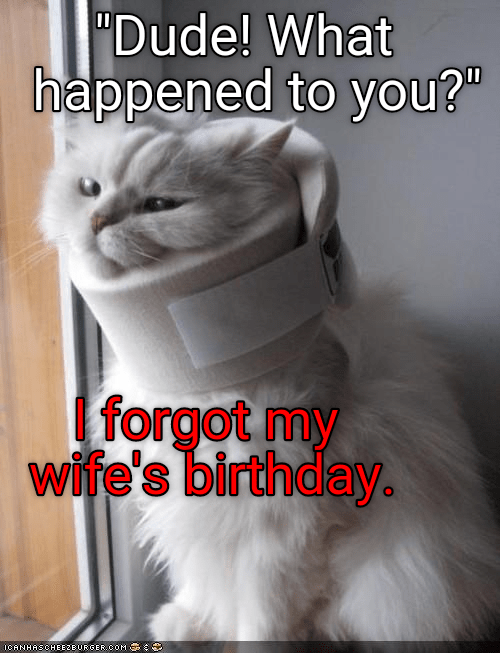 "Dude! What
happened to you?"
I forgot my
wife's birthday.
ICANHASCHEEZBURGER.COM